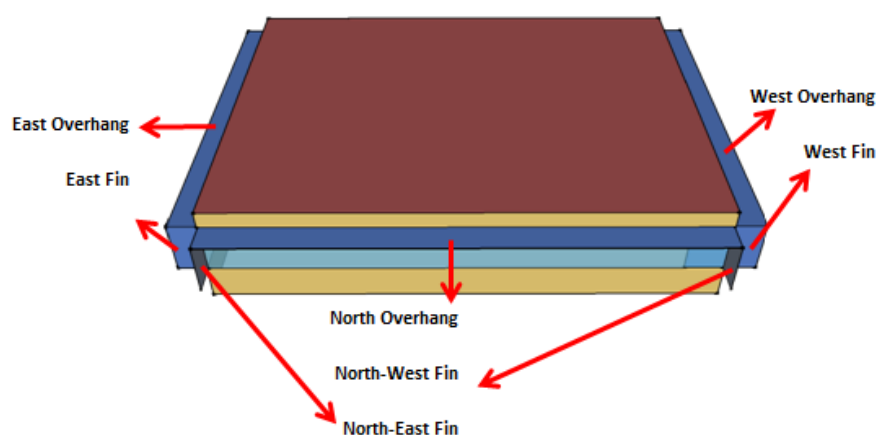 East Overhang
East Fin
West Overhang
West Fin
North Overhang
North-West Fin
North-East Fin